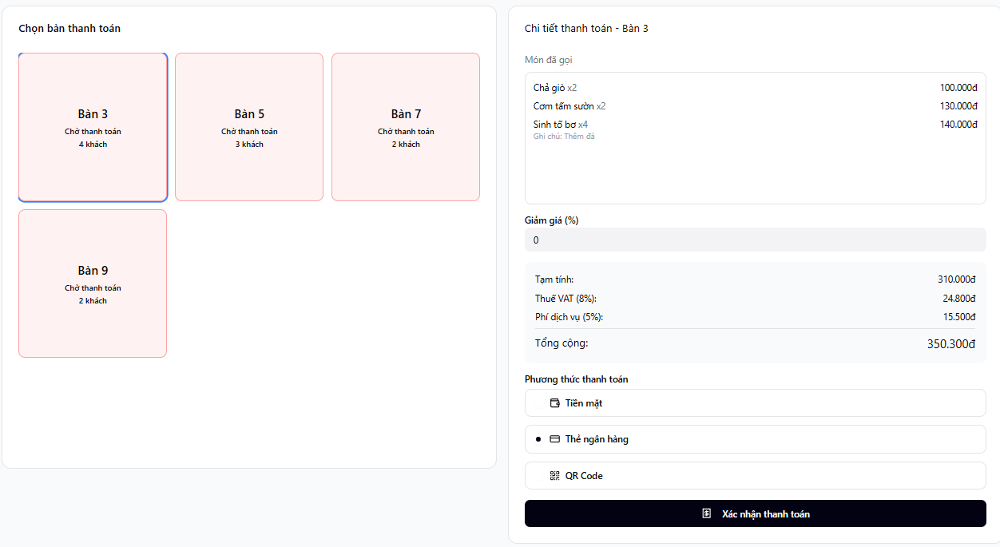 Chọn bàn thanh toán
Bàn 3
Chờ thanh toán
4 khách
Bàn 5
Chờ thanh toán
3 khách
Bàn 7
Chờ thanh toán
2 khách
Bàn 9
Chờ thanh toán
2 khách
Chi tiết thanh toán - Bàn 3
Món đã gọi
Chả giò x2 100.000đ
Cơm tấm sườn x2 130.000đ
Sinh tố bơ x4 140.000đ
Ghi chú: Thêm đá
Giảm giá (%)
0
Tạm tính: 310.000đ
Thuế VAT (8%): 24.800đ
Phí dịch vụ (5%): 15.500đ
Tổng cộng: 350.300đ
Phương thức thanh toán
Tiền mặt
Thẻ ngân hàng
QR Code
Xác nhận thanh toán